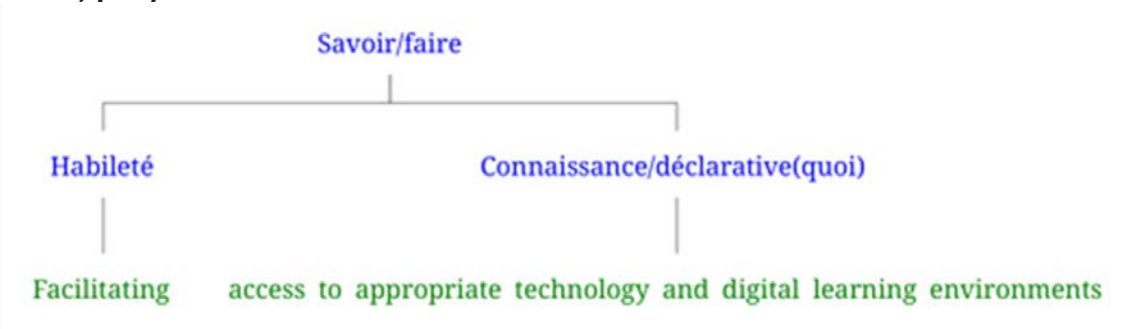 Savoir/faire
Habileté Connaissance/déclarative(quoi)
Facilitating access to appropriate technology and digital learning environments